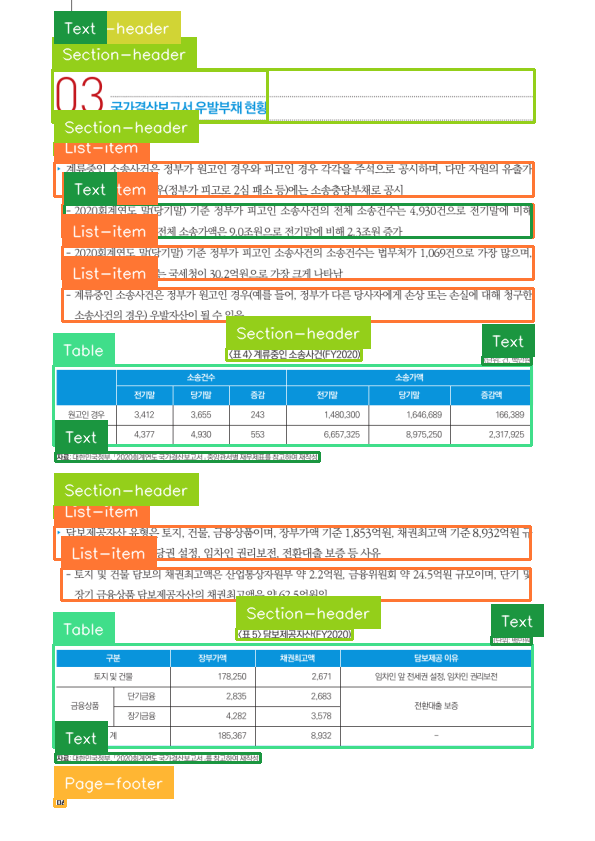 Text
-header
Section-header
03 국가결산보고서 우발부채 현황
Section-header
List-item
계류중인 소송사건은 정부가 원고인 경우와 피고인 경우 각각을 주석으로 공시하며, 다만 자원의 유출가
Text
tem
우(정부가 피고로 2심 패소 등)에는 소송충당부채로 공시
- 2020회계연도 말(당기말) 기준 정부가 피고인 소송사건의 전체 소송건수는 4,930건으로 전기말에 비해
List-item
전체 소송가액은 9.0조원으로 전기말에 비해 2.3조원 증가
- 2020회계연도 말(당기말) 기준 정부가 피고인 소송사건의 소송건수는 법무처가 1,069건으로 가장 많으며,
List-item
는 국세청이 30.2억원으로 가장 크게 나타남
- 계류중인 소송사건은 정부가 원고인 경우(예를 들어, 정부가 다른 당사자에게 손상 또는 손실에 대해 청구한
소송사건의 경우) 우발자산이 될 수 있음
Section-header
Text
Table
〈표 4〉 계류중인 소송사건(FY2020)
소송건수 소송가액
전기말 당기말 증감 전기말 당기말 증감액
원고인 경우 3,412 3,655 243 1,480,300 1,646,689 166,389
Text
4,377 4,930 553 6,657,325 8,975,250 2,317,925
자료: 대한민국정부, 「2020회계연도 국가결산보고서」, 중앙관서별 재무제표를 참고하여 재작성
Section-header
List-item
담보제공자산 유형은 토지, 건물, 금융상품이며, 장부가액 기준 1,853억원, 채권최고액 기준 8,932억원 규
List-item
당권 설정, 임차인 권리보전, 전환대출 보증 등 사유
- 토지 및 건물 담보의 채권최고액은 산업통상자원부 약 2.2억원, 금융위원회 약 24.5억원 규모이며, 단기 및
장기 금융상품 담보제공자산의 채권최고액은 약 62.5억원임
Section-header
Text
Table
〈표 5〉 담보제공자산(FY2020)
구분 장부가액 채권최고액 담보제공 이유
토지 및 건물 178,250 2,671 임차인 앞 전세권 설정, 임차인 권리보전
금융상품 단기금융 2,835 2,683 전환대출 보증
장기금융 4,282 3,578
Text
계 185,367 8,932 -
자료: 대한민국정부, 「2020회계연도 국가결산보고서」를 참고하여 재작성
Page-footer